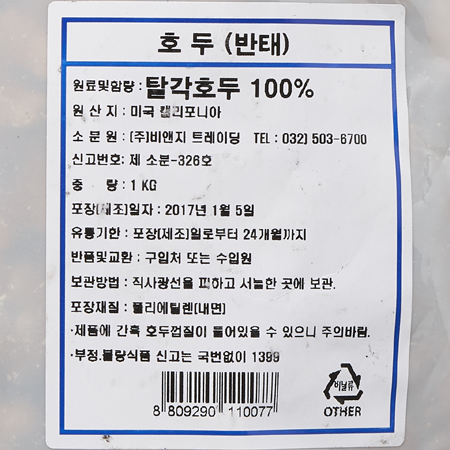 호 두 (반태)
원료및함량 : 탈각호두 100%
원 산 지 : 미국 캘리포니아
소 분 원 : (주)비앤지 트레이딩 TEL : 032) 503-6700
신고번호: 제 소분-326호
중 량 : 1 KG
포장(제조)일자 : 2017년 1월 5일
유통기한 : 포장(제조)일로부터 24개월까지
반품및교환 : 구입처 또는 수입원
보관방법 : 직사광선을 피하고 서늘한 곳에 보관.
포장재질 : 폴리에틸렌(내면)
·제품에 간혹 호두껍질이 들어있을 수 있으니 주의바람.
·부정.불량식품 신고는 국번없이 1399
비닐류
OTHER
8 809290 110077